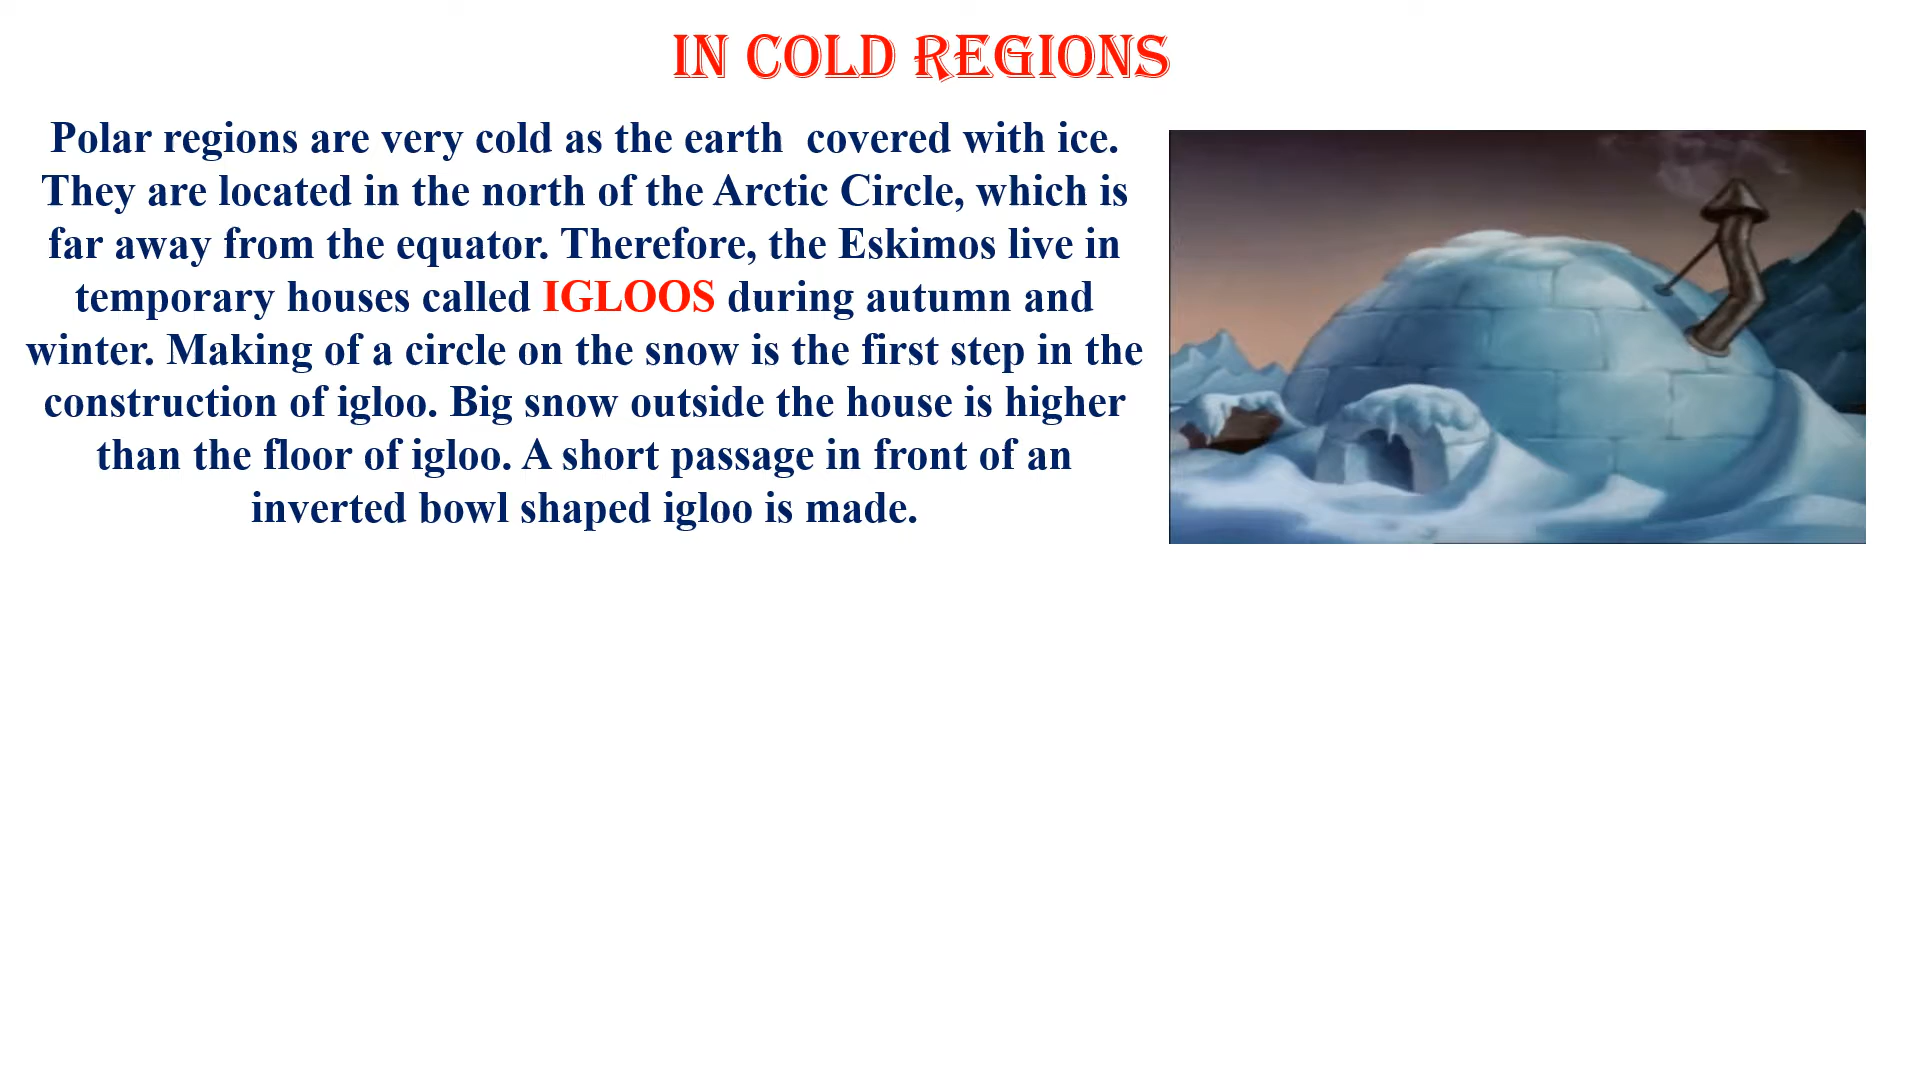 IN COLD REGIONS
Polar regions are very cold as the earth  covered with ice.
They are located in the north of the Arctic Circle, which is
far away from the equator. Therefore, the Eskimos live in
temporary houses called IGLOOS during autumn and
winter. Making of a circle on the snow is the first step in the
construction of igloo. Big snow outside the house is higher
than the floor of igloo. A short passage in front of an
inverted bowl shaped igloo is made.